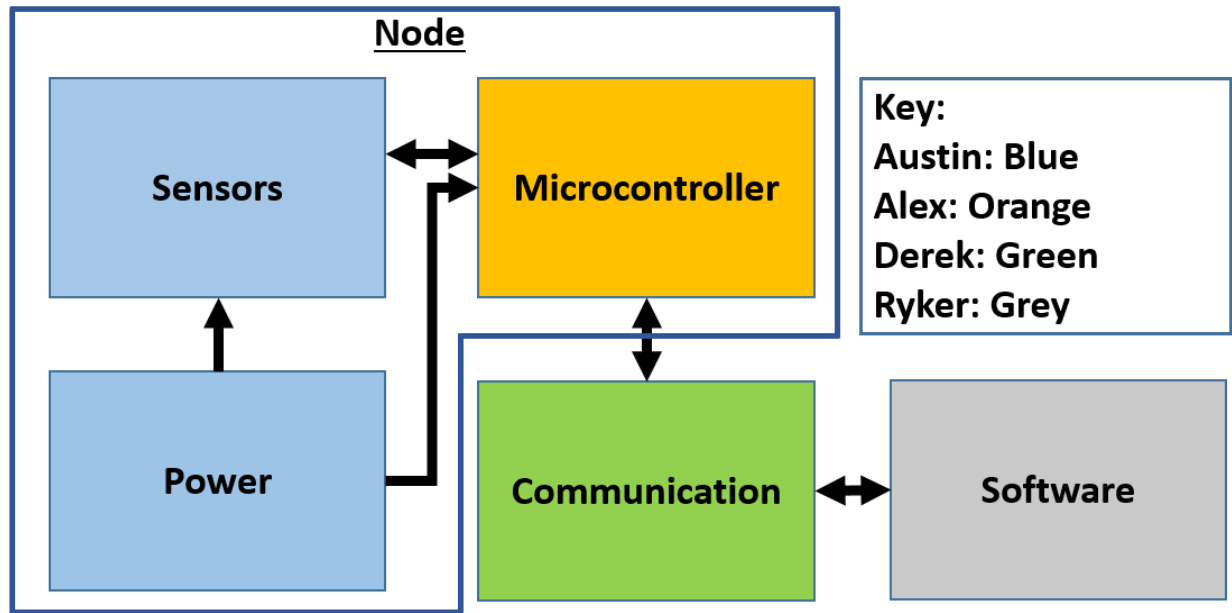 Node
Sensors
Microcontroller
Key:
Austin: Blue
Alex: Orange
Derek: Green
Ryker: Grey
Power
Communication
Software